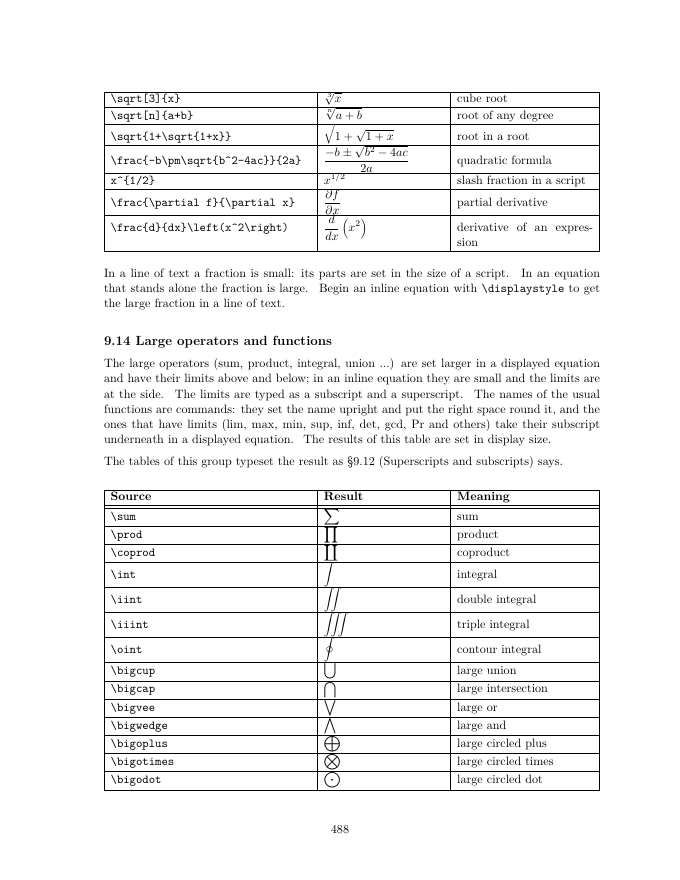 \sqrt[3]{x} ∛x cube root
\sqrt[n]{a+b} ⁿ√a + b root of any degree
\sqrt{1+\sqrt{1+x}} √1 + √1 + x root in a root
\frac{-b\pm\sqrt{b^2-4ac}}{2a} −b ± √b² − 4ac / 2a quadratic formula
x^{1/2} x¹ᐟ² slash fraction in a script
\frac{\partial f}{\partial x} ∂f / ∂x partial derivative
\frac{d}{dx}\left(x^2\right) d / dx (x²) derivative of an expres-
sion
In a line of text a fraction is small: its parts are set in the size of a script. In an equation
that stands alone the fraction is large. Begin an inline equation with \displaystyle to get
the large fraction in a line of text.
9.14 Large operators and functions
The large operators (sum, product, integral, union ...) are set larger in a displayed equation
and have their limits above and below; in an inline equation they are small and the limits are
at the side. The limits are typed as a subscript and a superscript. The names of the usual
functions are commands: they set the name upright and put the right space round it, and the
ones that have limits (lim, max, min, sup, inf, det, gcd, Pr and others) take their subscript
underneath in a displayed equation. The results of this table are set in display size.
The tables of this group typeset the result as §9.12 (Superscripts and subscripts) says.
Source Result Meaning
\sum ∑ sum
\prod ∏ product
\coprod ∐ coproduct
\int ∫ integral
\iint ∬ double integral
\iiint ∭ triple integral
\oint ∮ contour integral
\bigcup ⋃ large union
\bigcap ⋂ large intersection
\bigvee ⋁ large or
\bigwedge ⋀ large and
\bigoplus ⨁ large circled plus
\bigotimes ⨂ large circled times
\bigodot ⨀ large circled dot
488